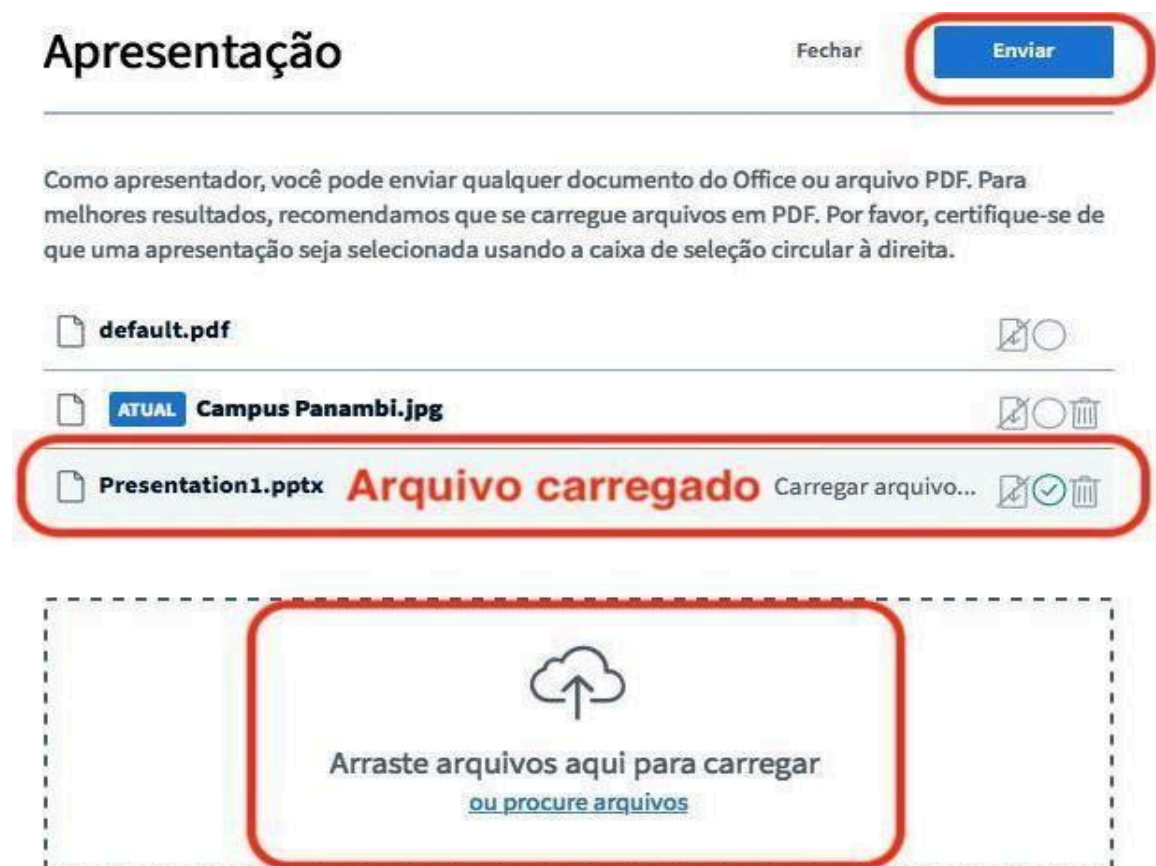 Apresentação
Fechar
Enviar
Como apresentador, você pode enviar qualquer documento do Office ou arquivo PDF. Para
melhores resultados, recomendamos que se carregue arquivos em PDF. Por favor, certifique-se de
que uma apresentação seja selecionada usando a caixa de seleção circular à direita.
default.pdf
ATUAL Campus Panambi.jpg
Presentation1.pptx Arquivo carregado Carregar arquivo...
Arraste arquivos aqui para carregar
ou procure arquivos